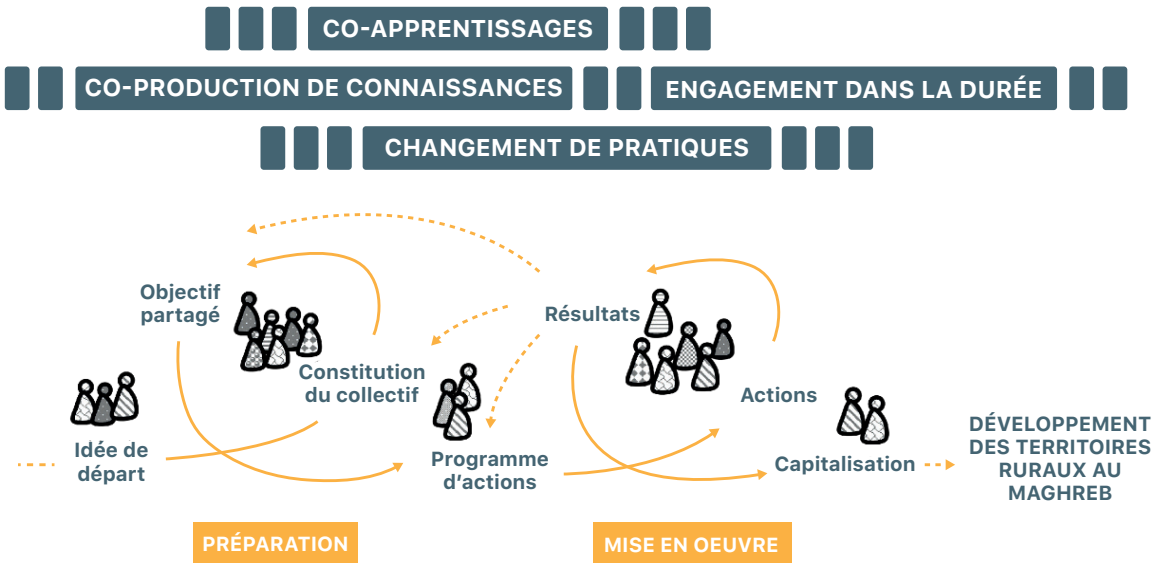 CO-APPRENTISSAGES
CO-PRODUCTION DE CONNAISSANCES
ENGAGEMENT DANS LA DURÉE
CHANGEMENT DE PRATIQUES
Objectif
partagé
Constitution
du collectif
Idée de
départ
Programme
d'actions
Résultats
Actions
Capitalisation
DÉVELOPPEMENT
DES TERRITOIRES
RURAUX AU
MAGHREB
PRÉPARATION
MISE EN OEUVRE